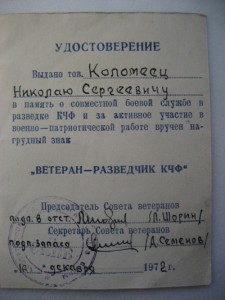 УДОСТОВЕРЕНИЕ
Выдано тов. Коломеец
Николаю Сергеевичу
в память о совместной боевой службе в
разведке КЧФ и за активное участие в
военно-патриотической работе вручен на-
грудный знак
„ВЕТЕРАН—РАЗВЕДЧИК КЧФ"
Председатель Совета ветеранов
подп. в отст. (Л. Шорин)
Секретарь Совета ветеранов
подп. запаса (Д. Семенов)
"16" декабря 1972г.